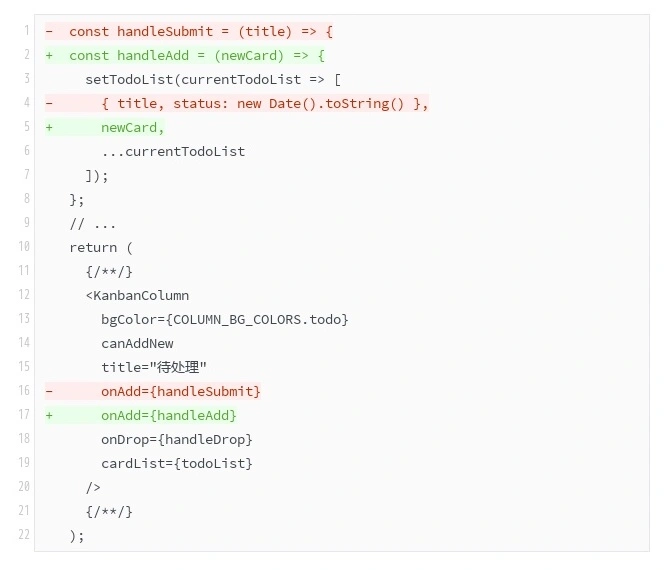 1 -  const handleSubmit = (title) => {
2 +  const handleAdd = (newCard) => {
3      setTodoList(currentTodoList => [
4 -      { title, status: new Date().toString() },
5 +      newCard,
6        ...currentTodoList
7      ]);
8    };
9    // ...
10    return (
11      {/**/}
12      <KanbanColumn
13        bgColor={COLUMN_BG_COLORS.todo}
14        canAddNew
15        title="待处理"
16 -      onAdd={handleSubmit}
17 +      onAdd={handleAdd}
18        onDrop={handleDrop}
19        cardList={todoList}
20      />
21      {/**/}
22    );